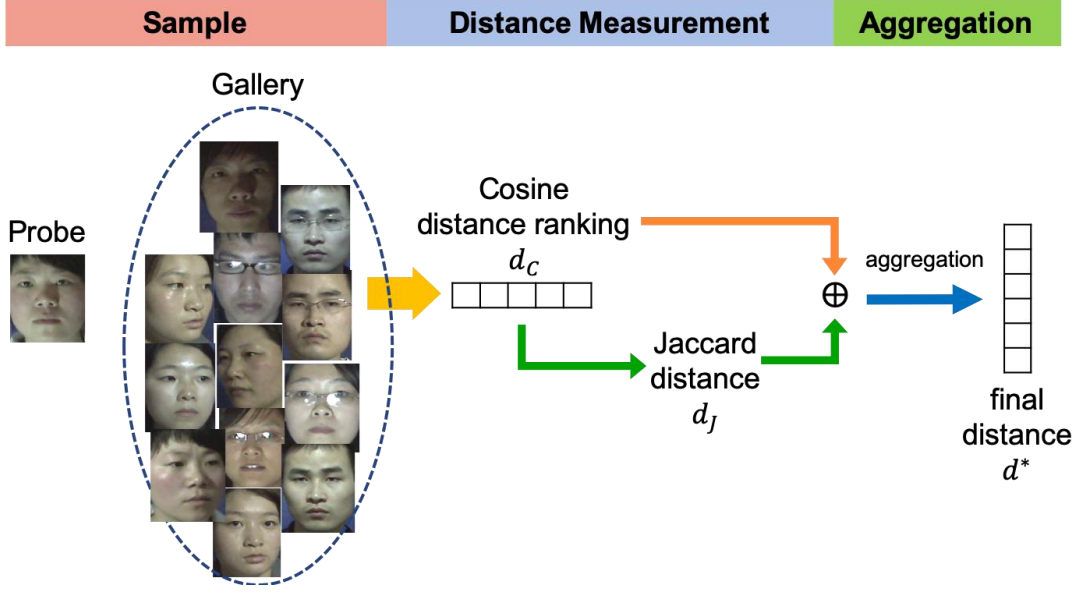 Sample
Distance Measurement
Aggregation
Gallery
Probe
Cosine
distance ranking
d_C
Jaccard
distance
d_J
⊕
aggregation
final
distance
d*